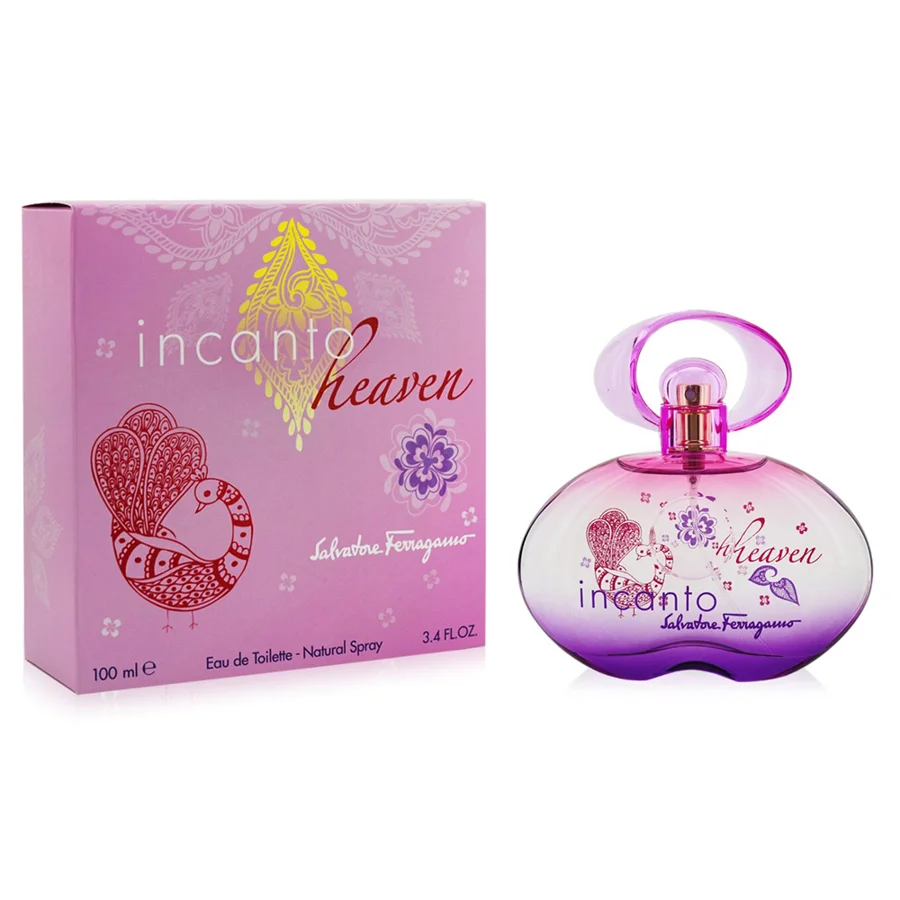 incanto
heaven
Salvatore Ferragamo
100 ml e
Eau de Toilette - Natural Spray
3.4 FL.OZ.
heaven
incanto
Salvatore Ferragamo